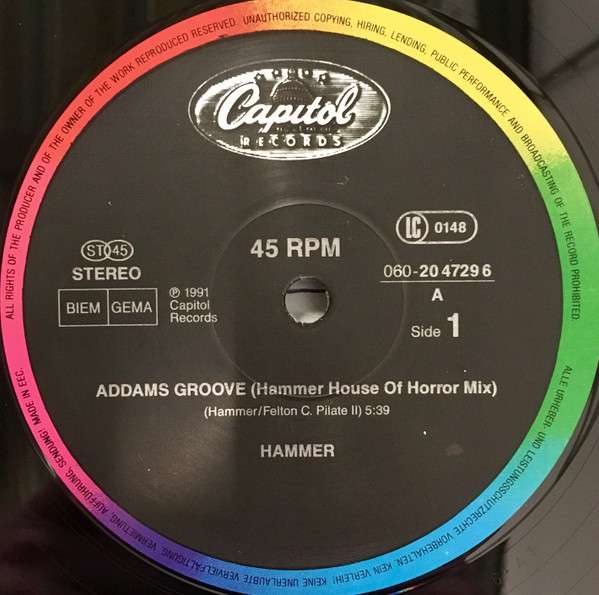 ALL RIGHTS OF THE PRODUCER AND OF THE OWNER OF THE WORK REPRODUCED RESERVED UNAUTHORIZED COPYING, HIRING, LENDING, PUBLIC PERFORMANCE AND BROADCASTING OF THE RECORD PROHIBITED.
Capitol
RECORDS
LC 0148
45 RPM
ST 45
STEREO
060-20 4729 6
BIEM GEMA
℗ 1991
Capitol
Records
A
Side 1
ADDAMS GROOVE (Hammer House Of Horror Mix)
(Hammer/Felton C. Pilate II) 5:39
HAMMER
ALLE URHEBER- UND LEISTUNGSSCHUTZRECHTE VORBEHALTEN. KEIN VERLEIH! KEINE UNERLAUBTE VERVIELFÄLTIGUNG, VERMIETUNG, AUFFÜHRUNG, SENDUNG! MADE IN EEC.